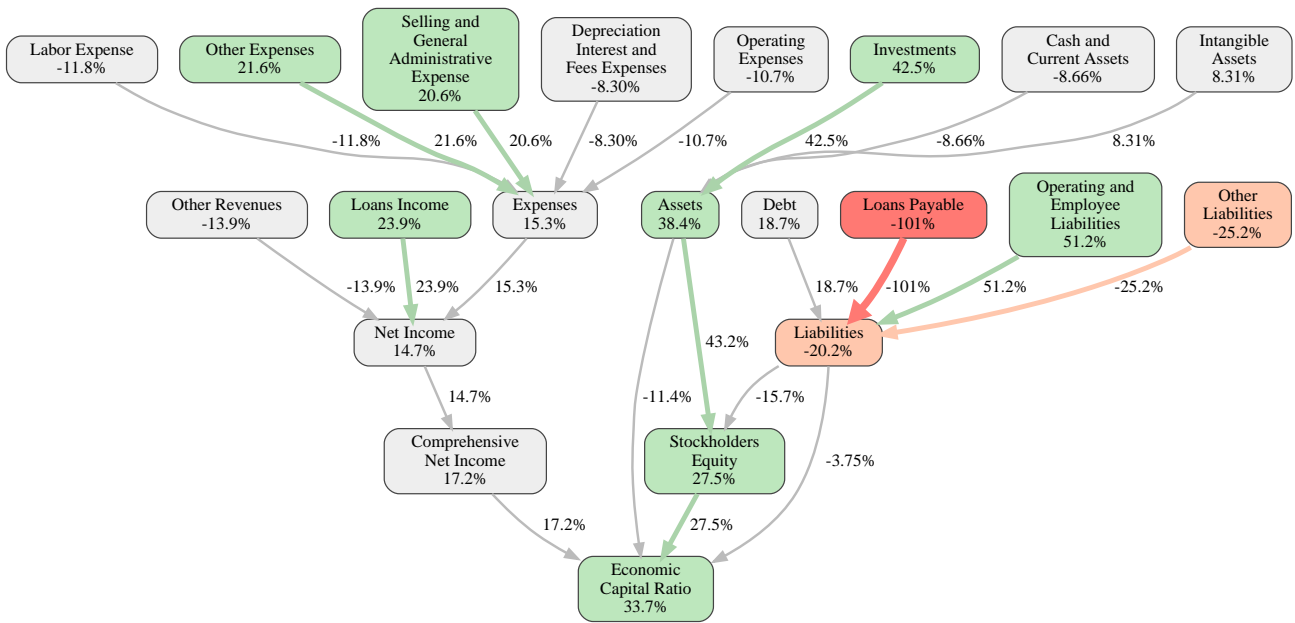 Labor Expense
-11.8%
Other Expenses
21.6%
Selling and
General
Administrative
Expense
20.6%
Depreciation
Interest and
Fees Expenses
-8.30%
Operating
Expenses
-10.7%
Investments
42.5%
Cash and
Current Assets
-8.66%
Intangible
Assets
8.31%
-11.8%
21.6%
20.6%
-8.30%
-10.7%
42.5%
-8.66%
8.31%
Other Revenues
-13.9%
Loans Income
23.9%
Expenses
15.3%
Assets
38.4%
Debt
18.7%
Loans Payable
-101%
Operating and
Employee
Liabilities
51.2%
Other
Liabilities
-25.2%
-13.9%
23.9%
15.3%
18.7%
-101%
51.2%
-25.2%
Net Income
14.7%
43.2%
Liabilities
-20.2%
14.7%
-11.4%
-15.7%
Comprehensive
Net Income
17.2%
Stockholders
Equity
27.5%
-3.75%
17.2%
27.5%
Economic
Capital Ratio
33.7%